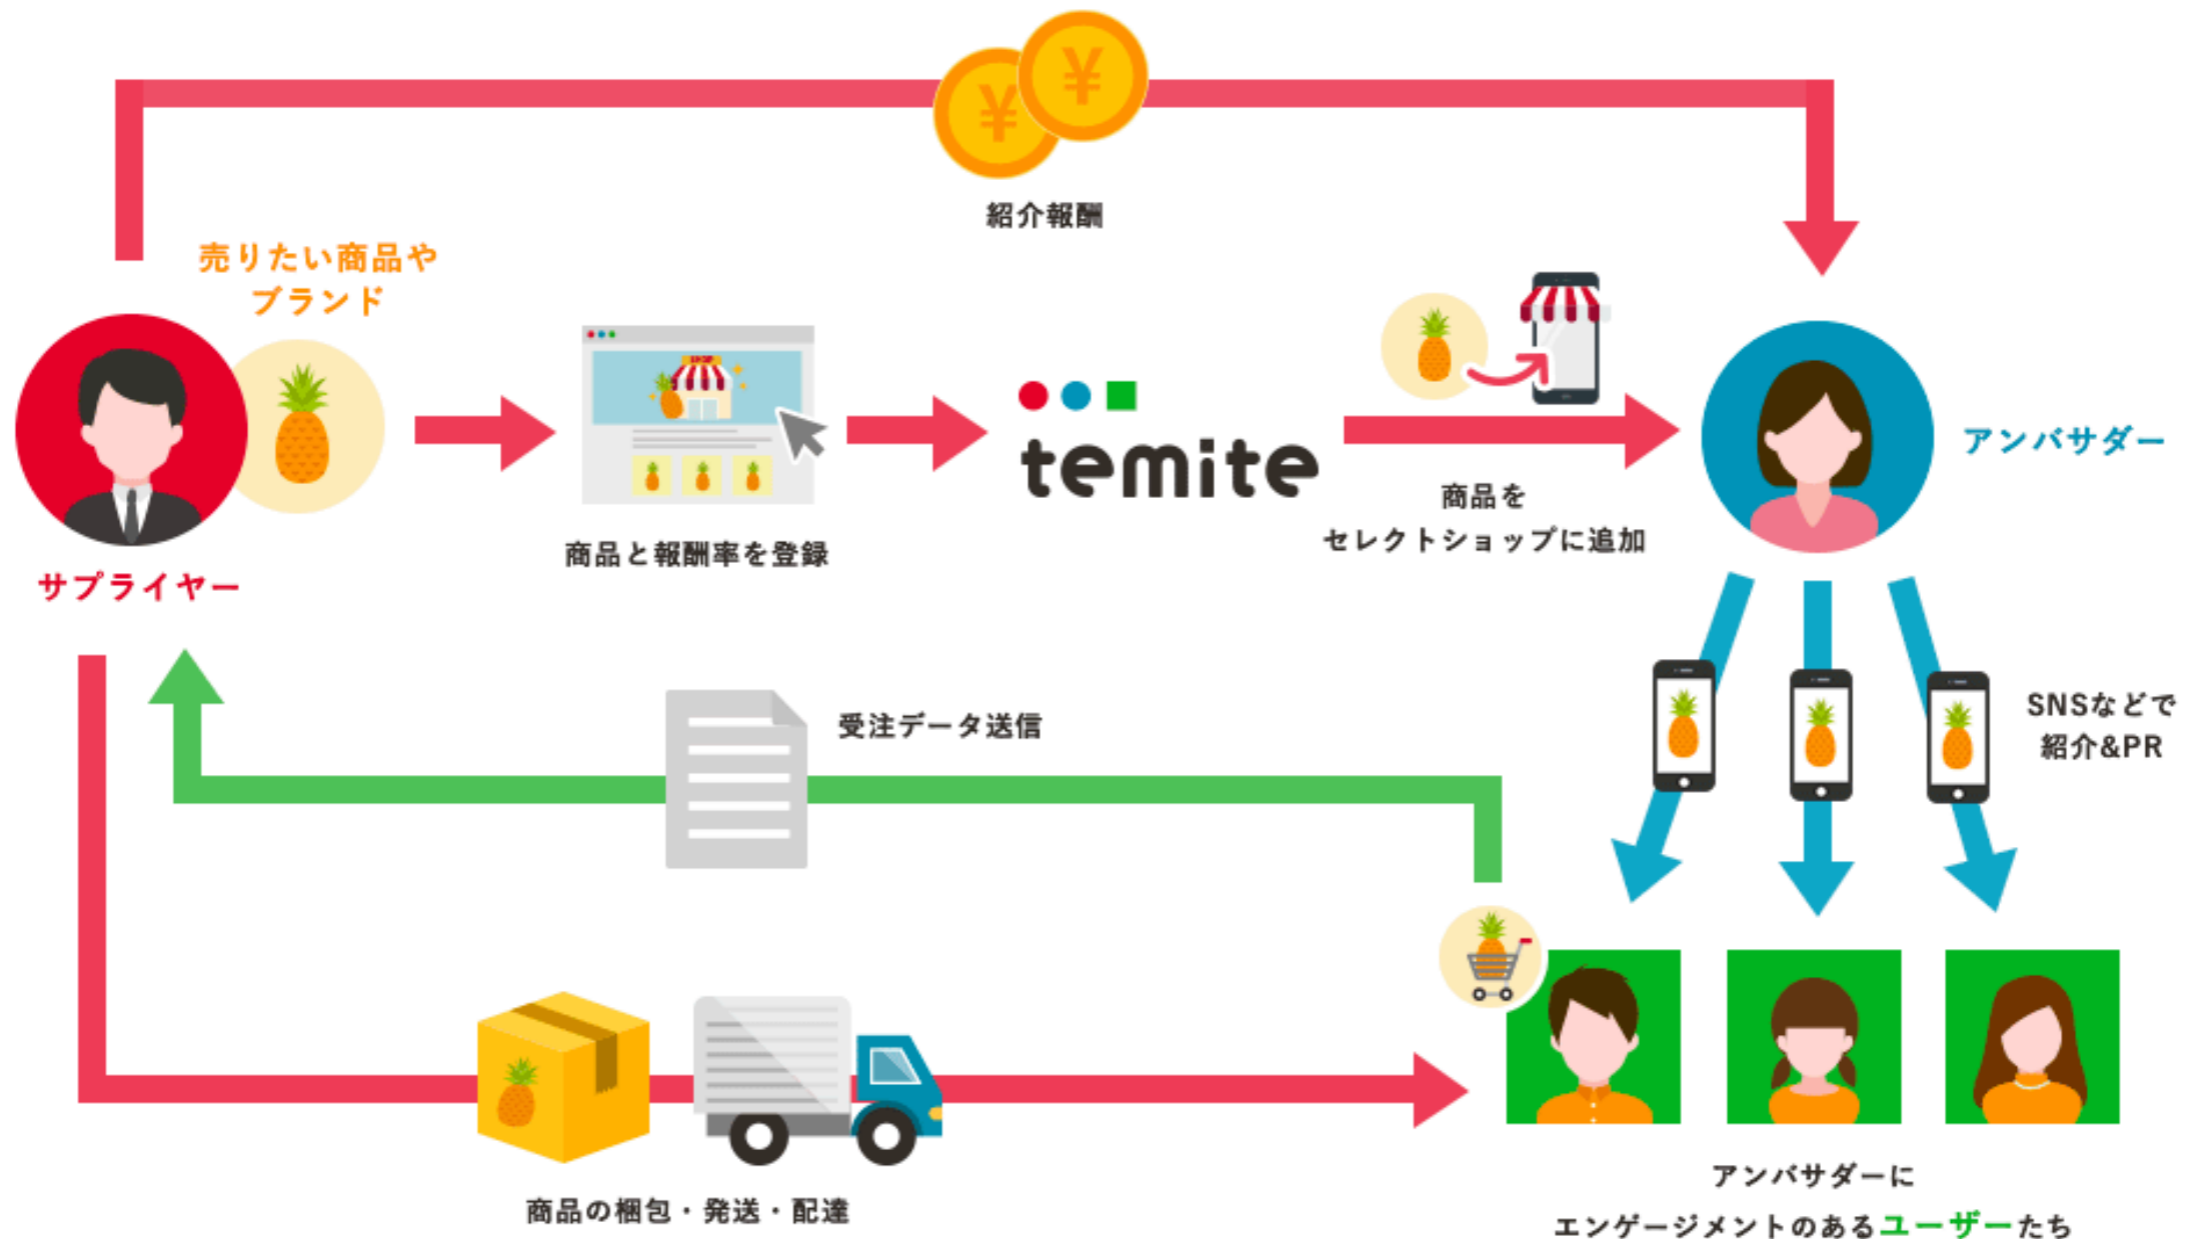 紹介報酬
売りたい商品や
ブランド
サプライヤー
SHOP
商品と報酬率を登録
temite
商品を
セレクトショップに追加
アンバサダー
SNSなどで
紹介&PR
受注データ送信
商品の梱包・発送・配達
アンバサダーに
エンゲージメントのあるユーザーたち